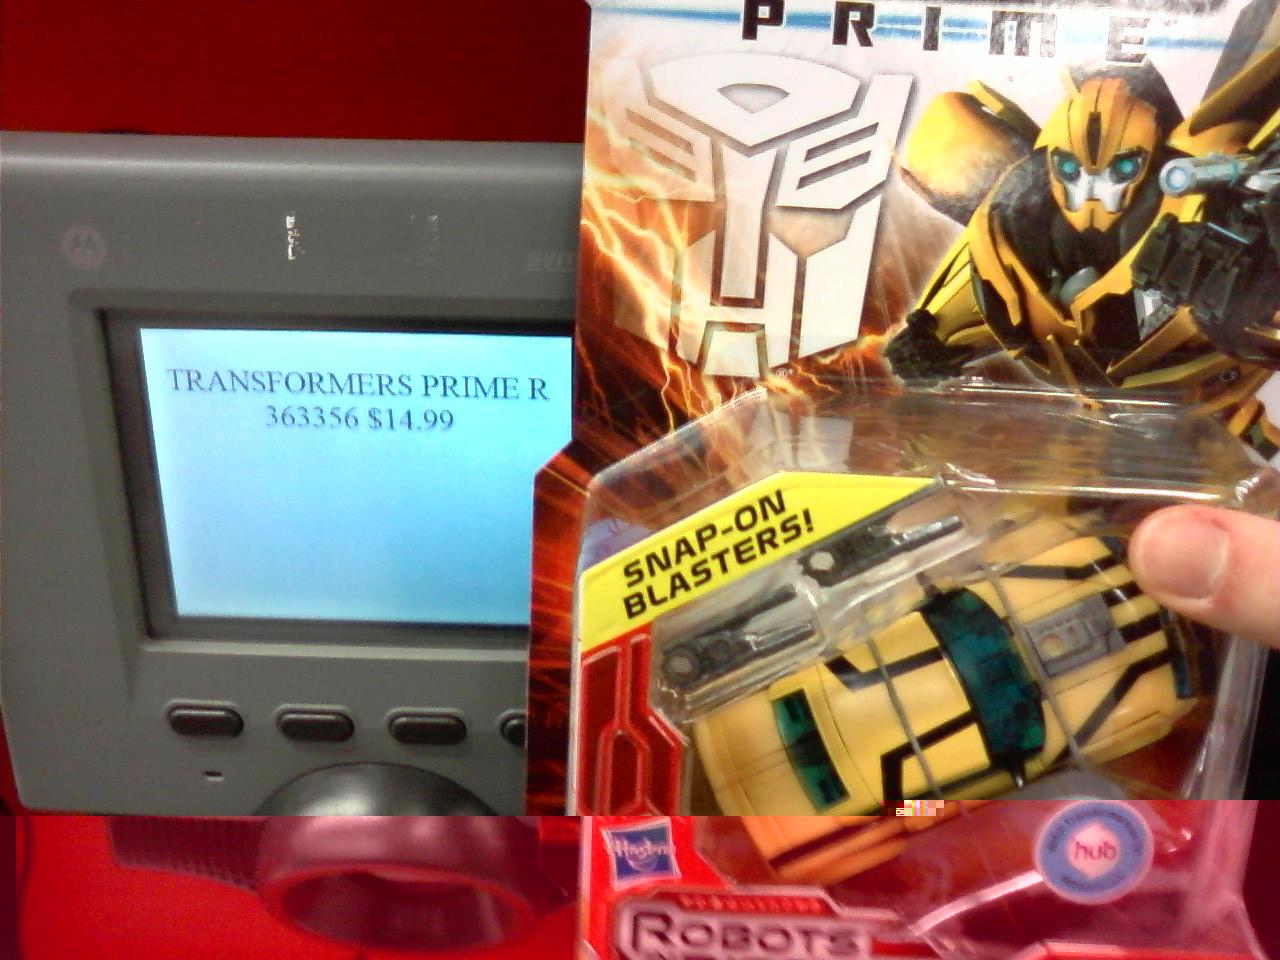 PRIME
TRANSFORMERS PRIME R
363356 $14.99
SNAP-ON
BLASTERS!
Hasbro
hub
ROBOTS